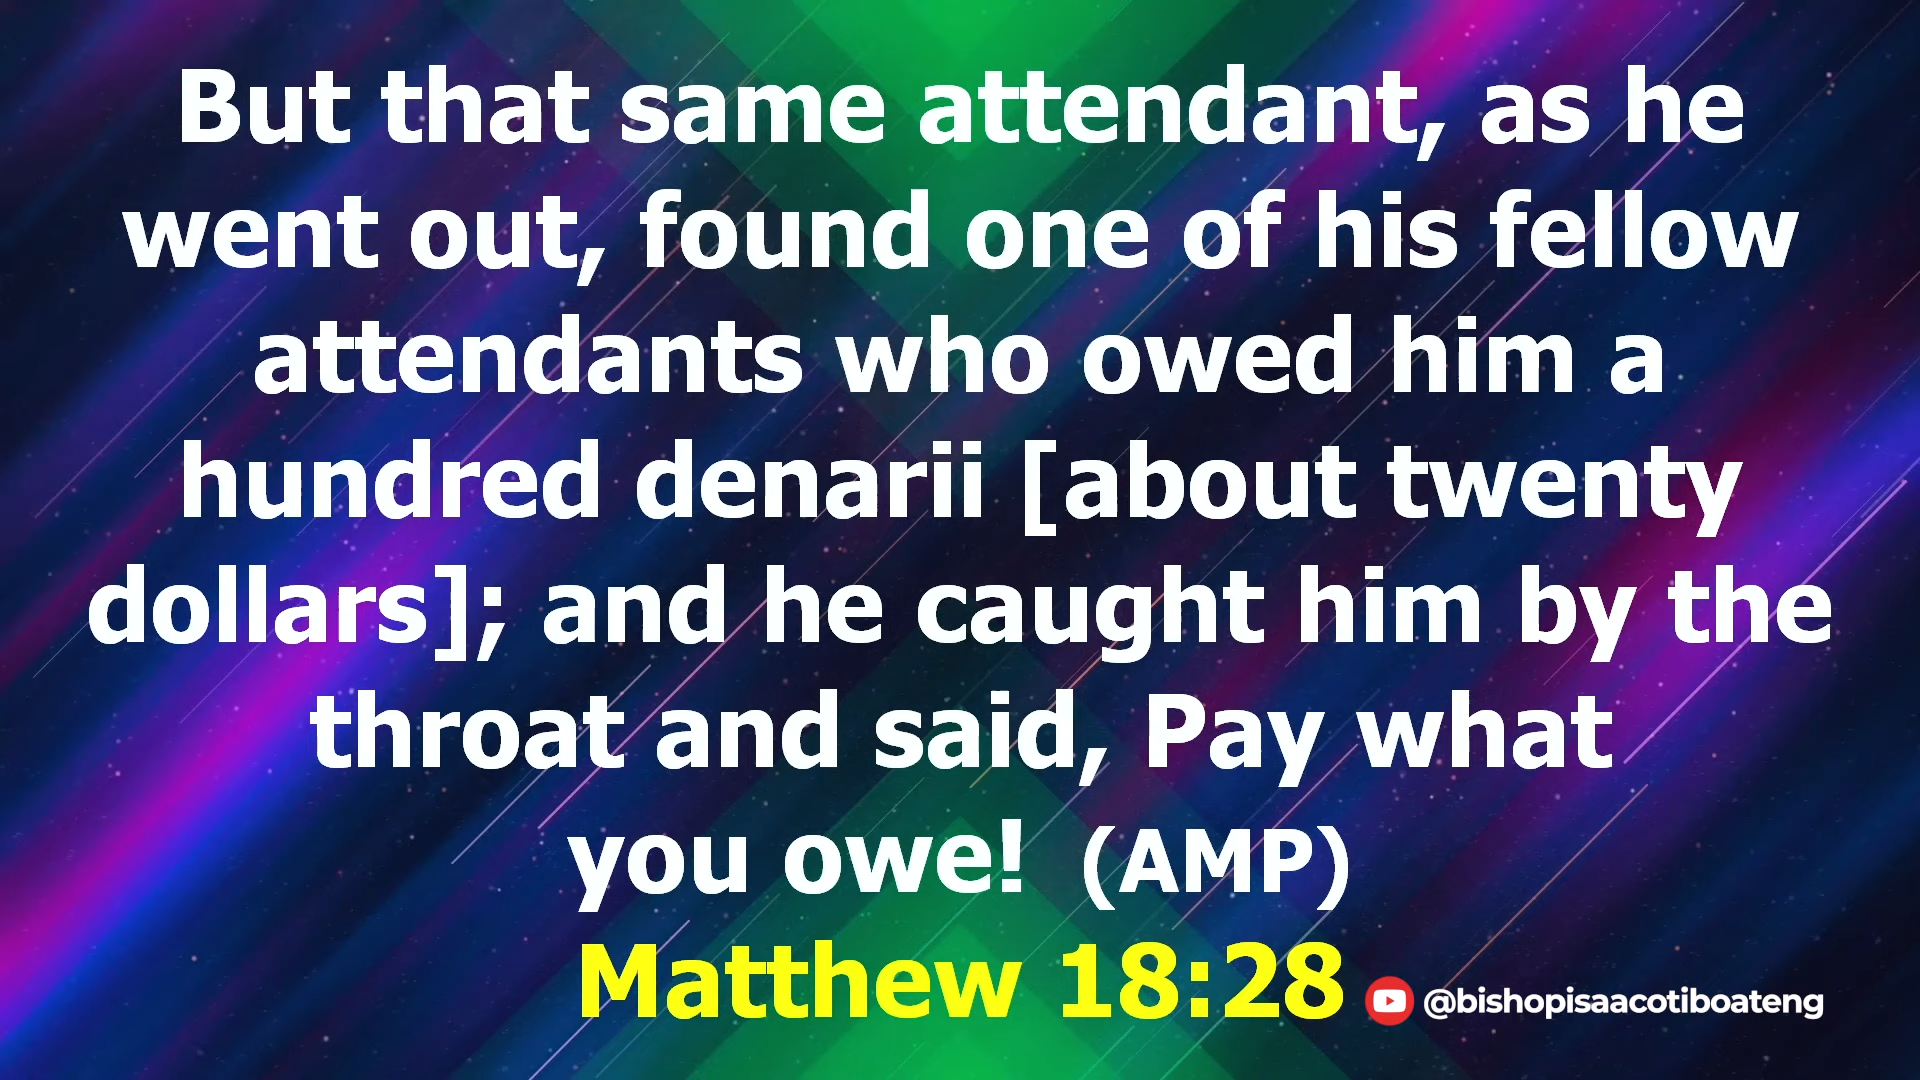 But that same attendant, as he
went out, found one of his fellow
attendants who owed him a
hundred denarii [about twenty
dollars]; and he caught him by the
throat and said, Pay what
you owe! (AMP)
Matthew 18:28
@bishopisaacotiboateng